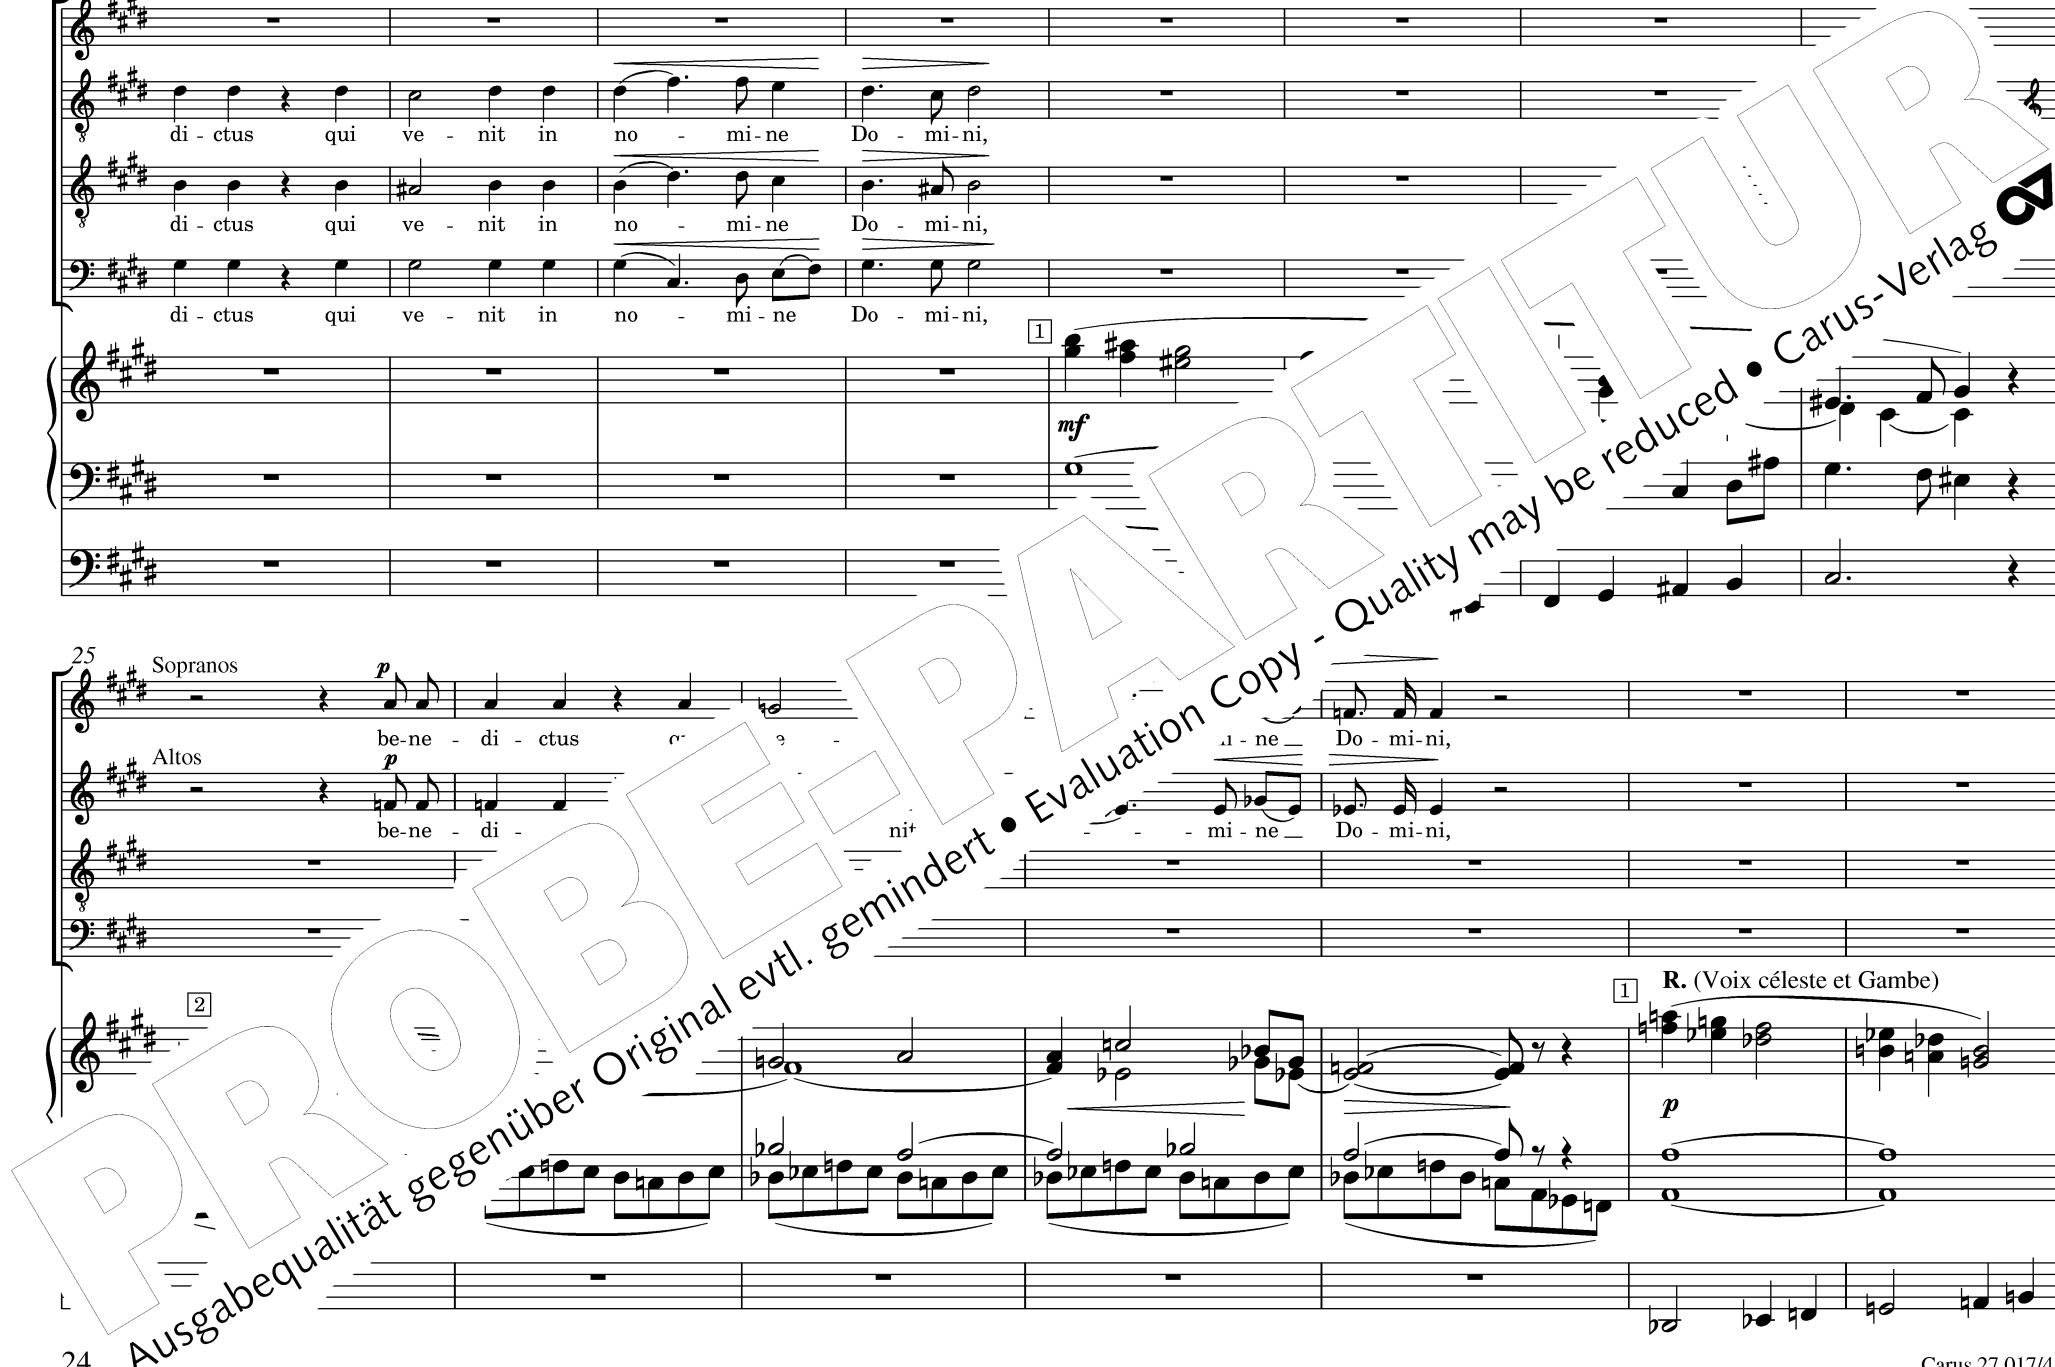 di - ctus qui ve - nit in no - mi - ne Do - mi - ni,
di - ctus qui ve - nit in no - mi - ne Do - mi - ni,
di - ctus qui ve - nit in no - mi - ne Do - mi - ni,
1
mf
25
Sopranos
p
be - ne - di - ctus - ne Do - mi - ni,
Altos
p
be - ne - di - mi - ne Do - mi - ni,
2
1
R. (Voix céleste et Gambe)
p
24
Carus 27.017/4
PROBE-PARTITUR
Ausgabequalität gegenüber Original evtl. gemindert • Evaluation Copy - Quality may be reduced • Carus-Verlag